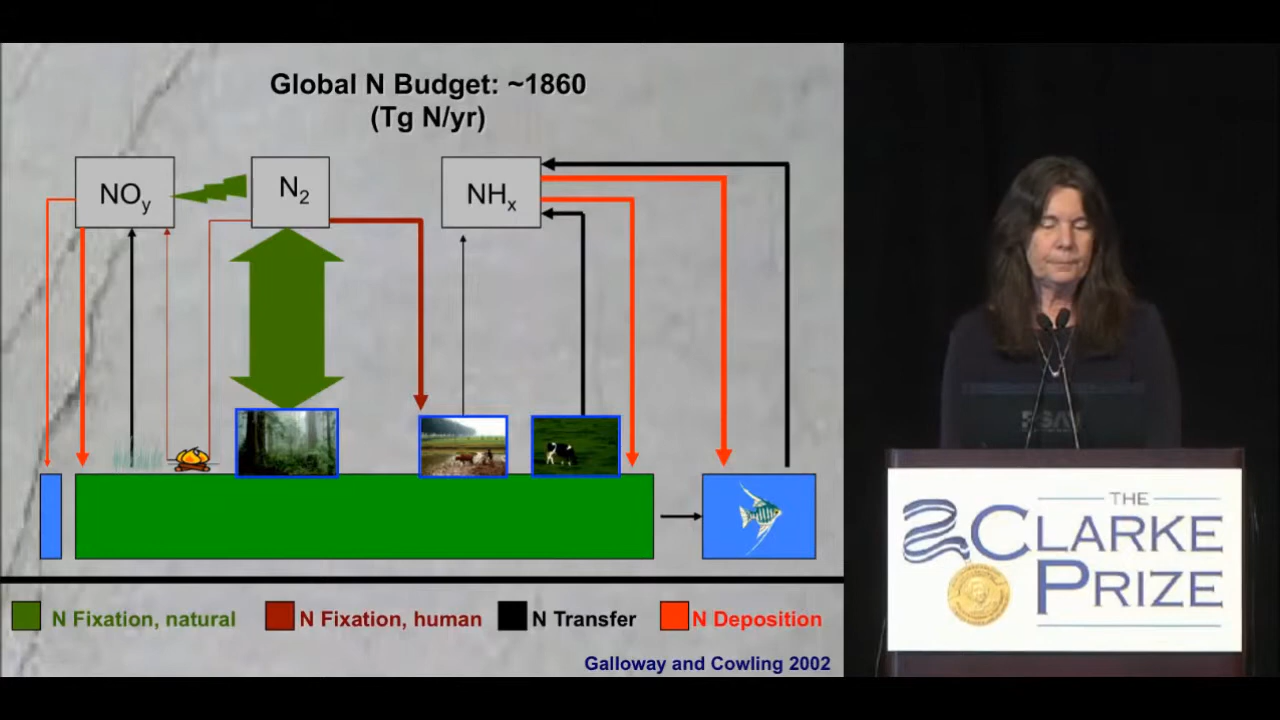 Global N Budget: ~1860
(Tg N/yr)
NOy
N2
NHx
N Fixation, natural
N Fixation, human
N Transfer
N Deposition
Galloway and Cowling 2002
THE
CLARKE
PRIZE